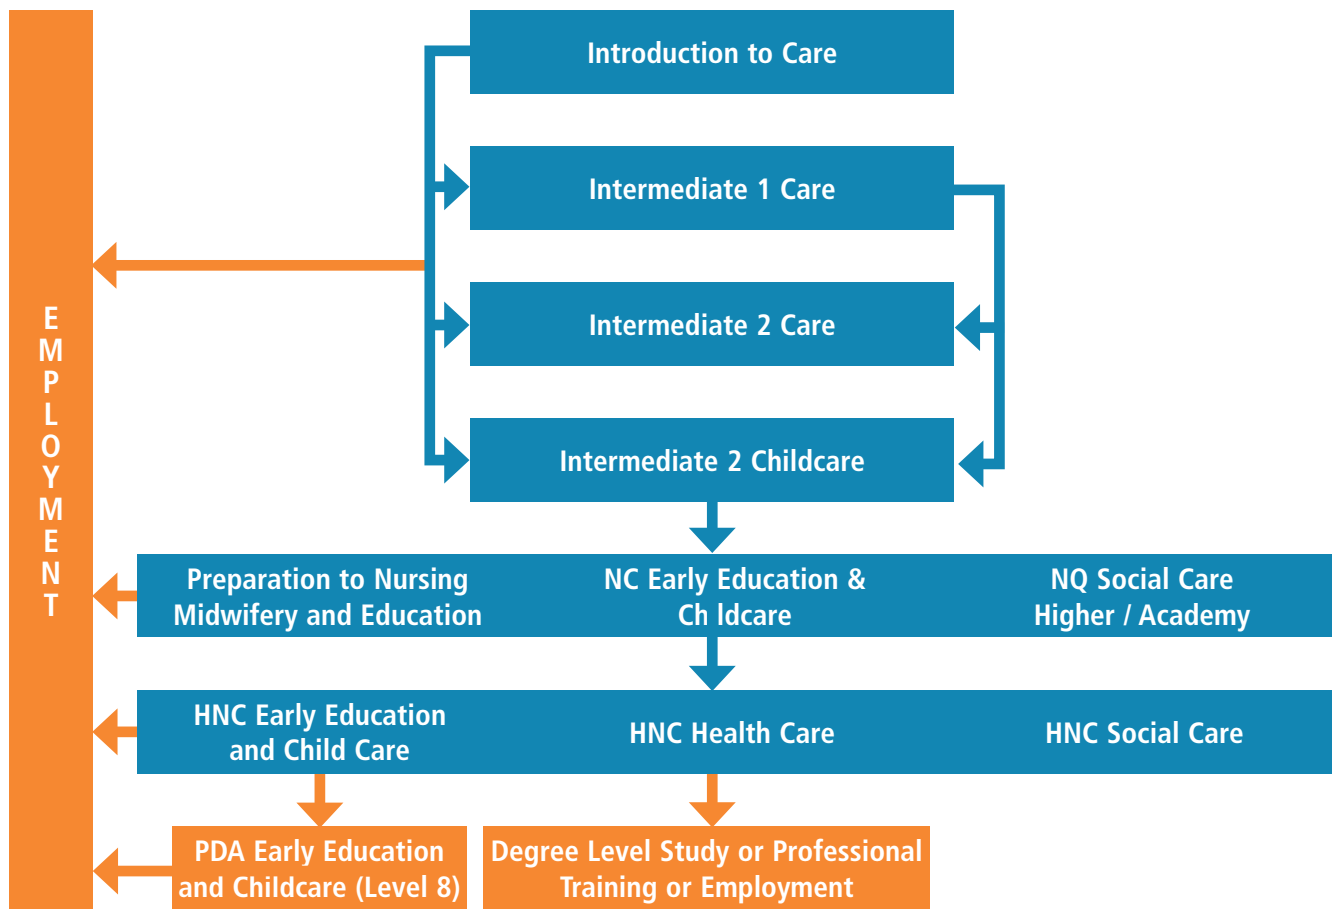 EMPLOYMENT
Introduction to Care
Intermediate 1 Care
Intermediate 2 Care
Intermediate 2 Childcare
Preparation to Nursing
Midwifery and Education
NC Early Education &
Childcare
NQ Social Care
Higher / Academy
HNC Early Education
and Child Care
HNC Health Care
HNC Social Care
PDA Early Education
and Childcare (Level 8)
Degree Level Study or Professional
Training or Employment